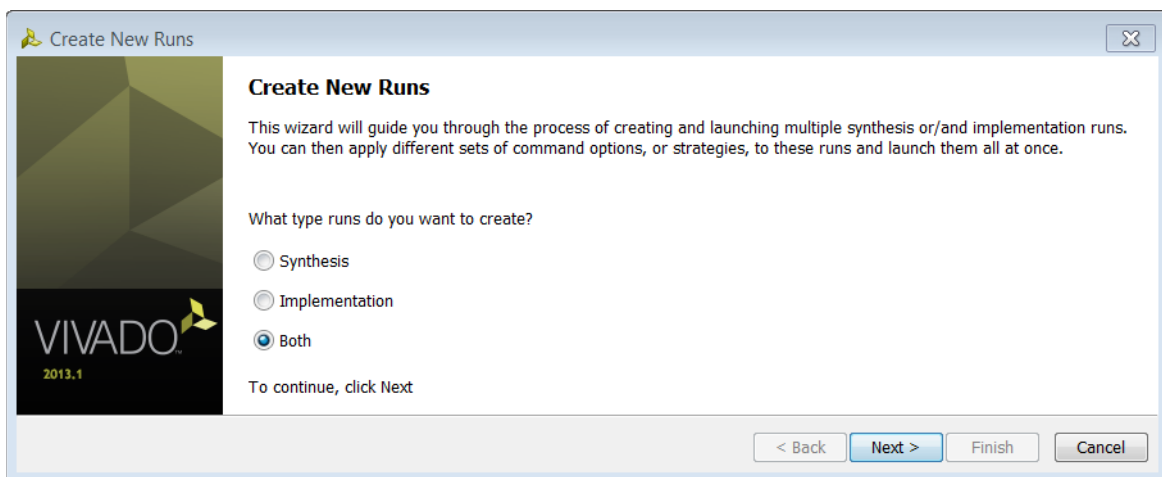 Create New Runs
Create New Runs
This wizard will guide you through the process of creating and launching multiple synthesis or/and implementation runs.
You can then apply different sets of command options, or strategies, to these runs and launch them all at once.
What type runs do you want to create?
Synthesis
Implementation
Both
VIVADO™
2013.1
To continue, click Next
< Back
Next >
Finish
Cancel